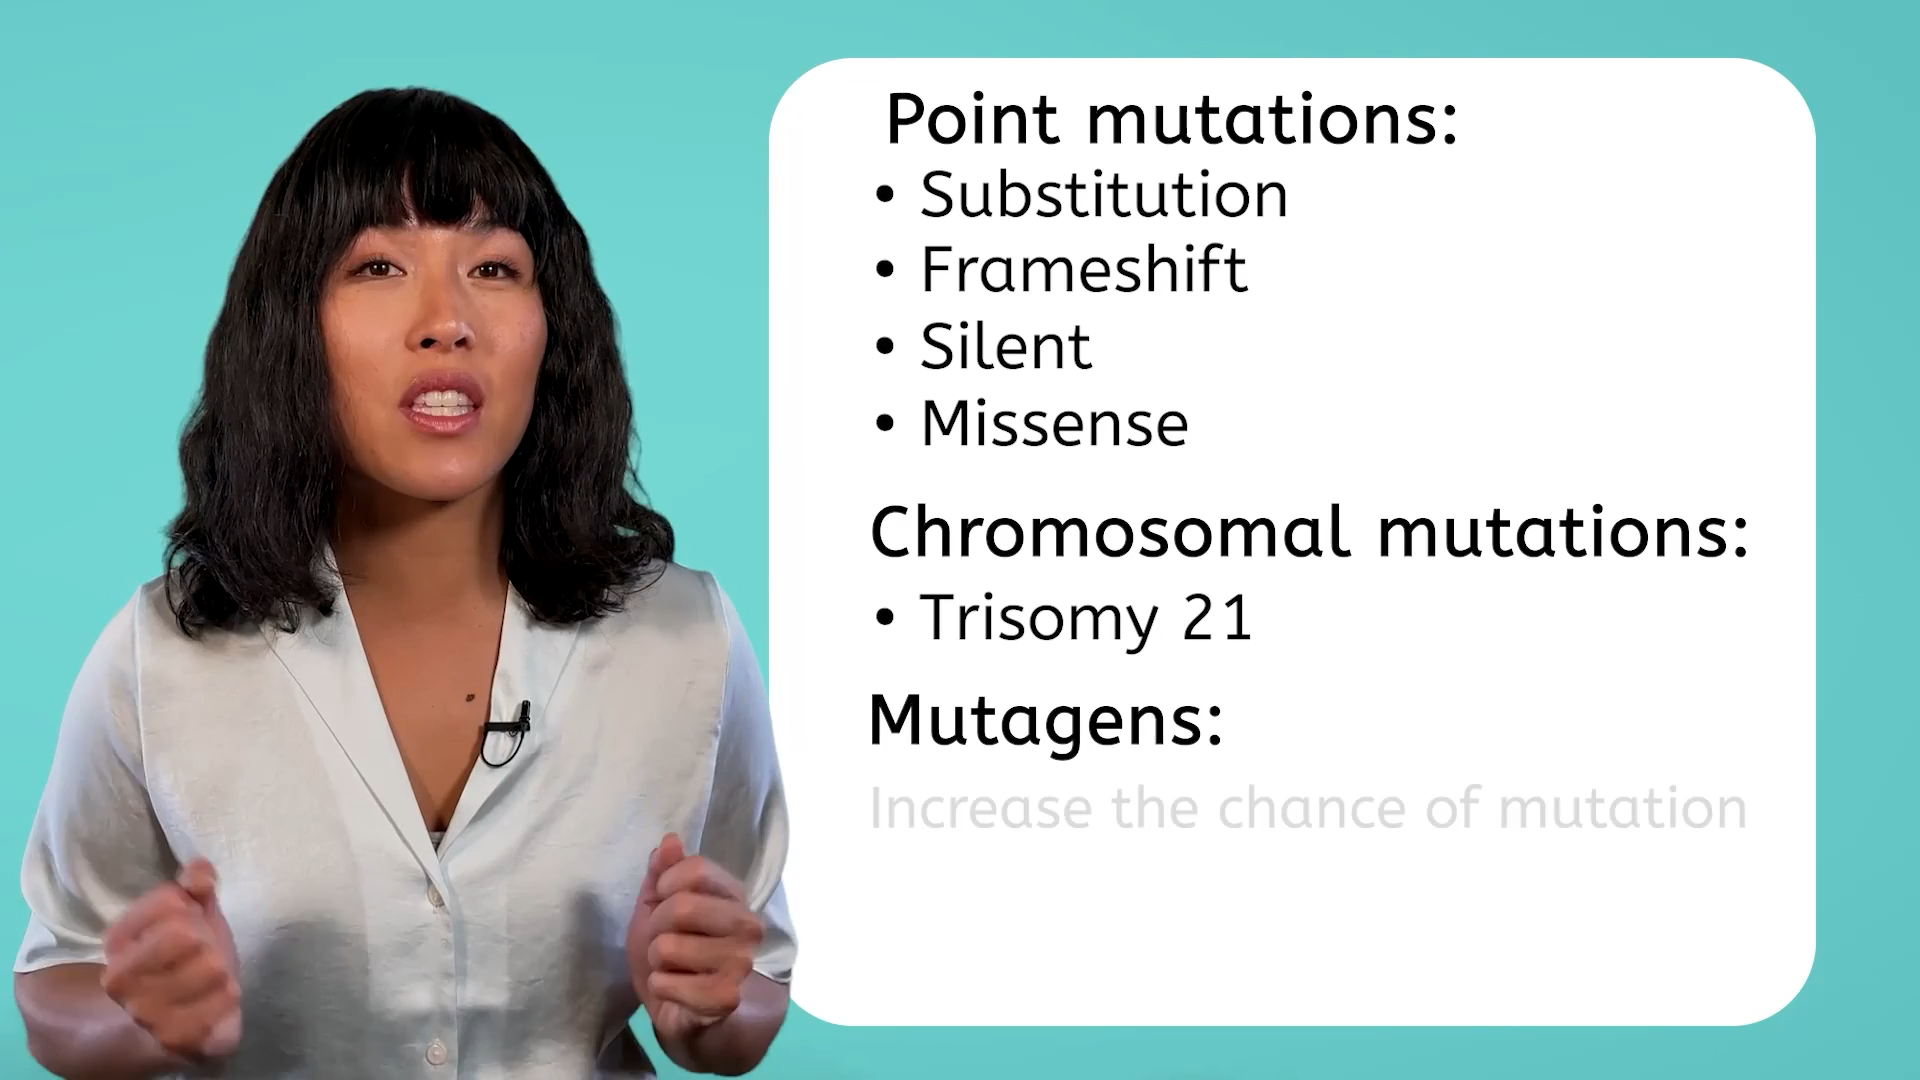 Point mutations:
• Substitution
• Frameshift
• Silent
• Missense
Chromosomal mutations:
• Trisomy 21
Mutagens:
Increase the chance of mutation